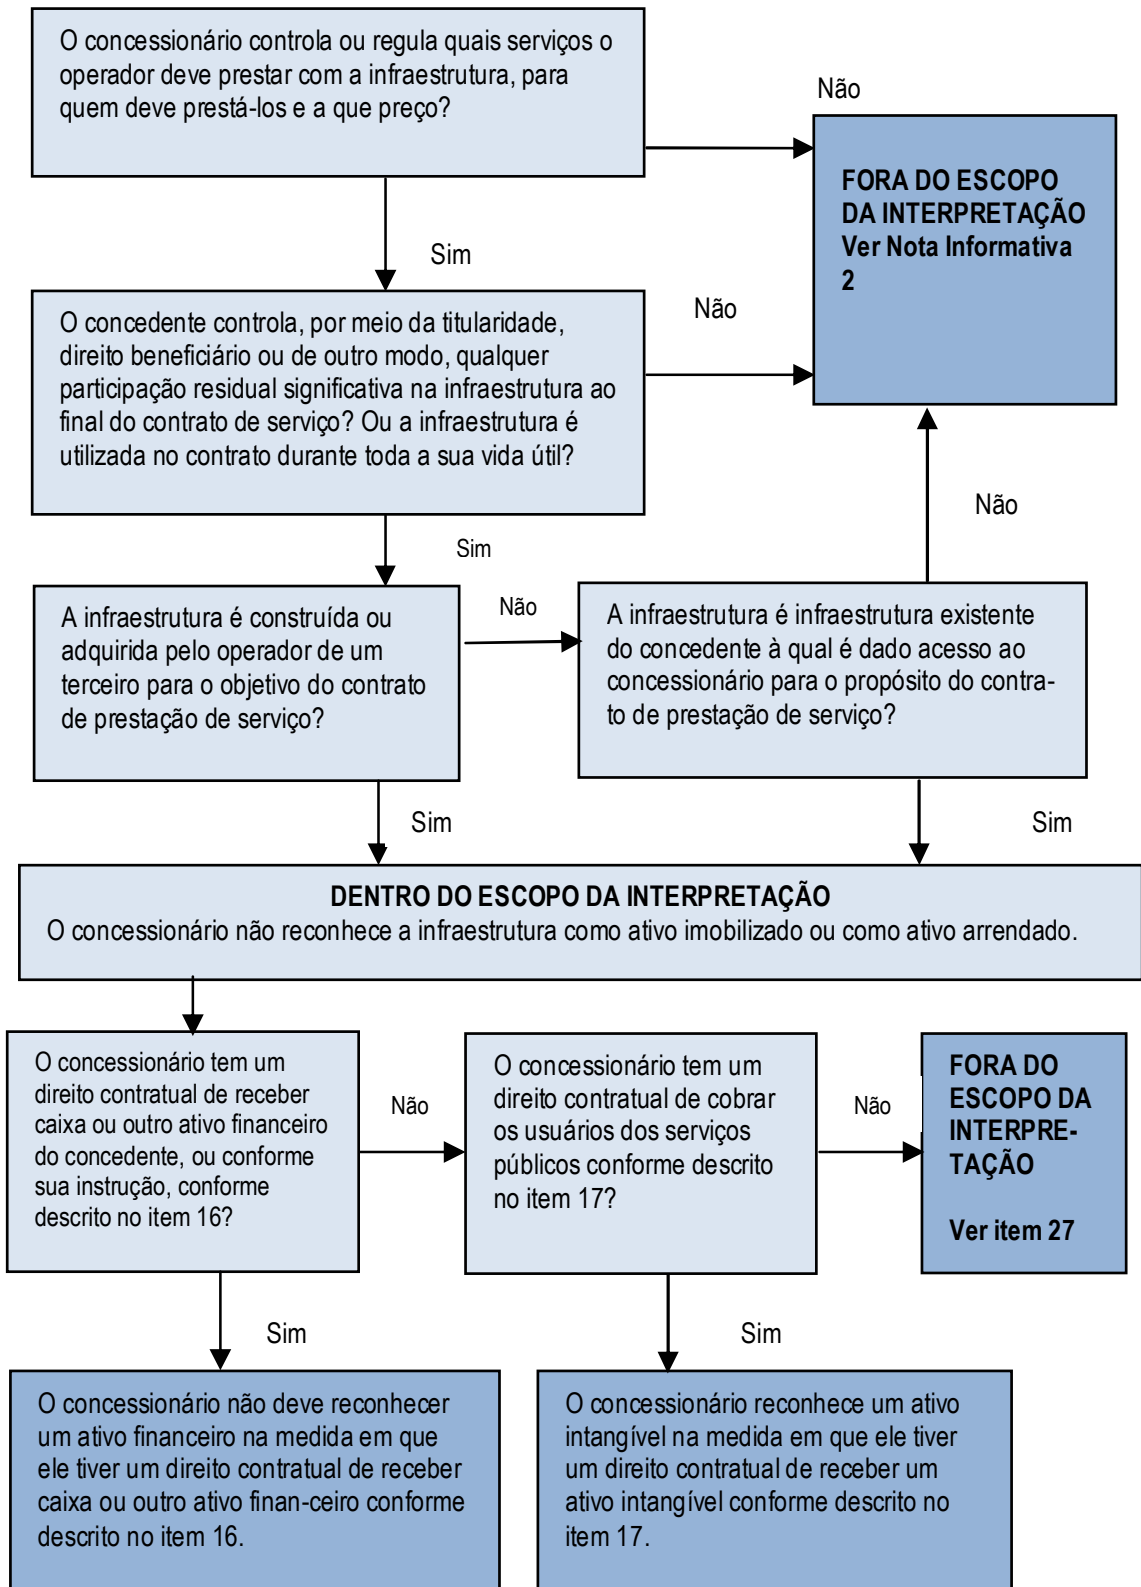 O concessionário controla ou regula quais serviços o
operador deve prestar com a infraestrutura, para
quem deve prestá-los e a que preço?
Não
FORA DO ESCOPO
DA INTERPRETAÇÃO
Ver Nota Informativa
2
Sim
O concedente controla, por meio da titularidade,
direito beneficiário ou de outro modo, qualquer
participação residual significativa na infraestrutura ao
final do contrato de serviço? Ou a infraestrutura é
utilizada no contrato durante toda a sua vida útil?
Não
Não
Sim
A infraestrutura é construída ou
adquirida pelo operador de um
terceiro para o objetivo do contrato
de prestação de serviço?
Não
A infraestrutura é infraestrutura existente
do concedente à qual é dado acesso ao
concessionário para o propósito do contra-
to de prestação de serviço?
Sim
Sim
DENTRO DO ESCOPO DA INTERPRETAÇÃO
O concessionário não reconhece a infraestrutura como ativo imobilizado ou como ativo arrendado.
O concessionário tem um
direito contratual de receber
caixa ou outro ativo financeiro
do concedente, ou conforme
sua instrução, conforme
descrito no item 16?
Não
O concessionário tem um
direito contratual de cobrar
os usuários dos serviços
públicos conforme descrito
no item 17?
Não
FORA DO
ESCOPO DA
INTERPRE-
TAÇÃO
Ver item 27
Sim
Sim
O concessionário não deve reconhecer
um ativo financeiro na medida em que
ele tiver um direito contratual de receber
caixa ou outro ativo finan-ceiro conforme
descrito no item 16.
O concessionário reconhece um ativo
intangível na medida em que ele tiver
um direito contratual de receber um
ativo intangível conforme descrito no
item 17.